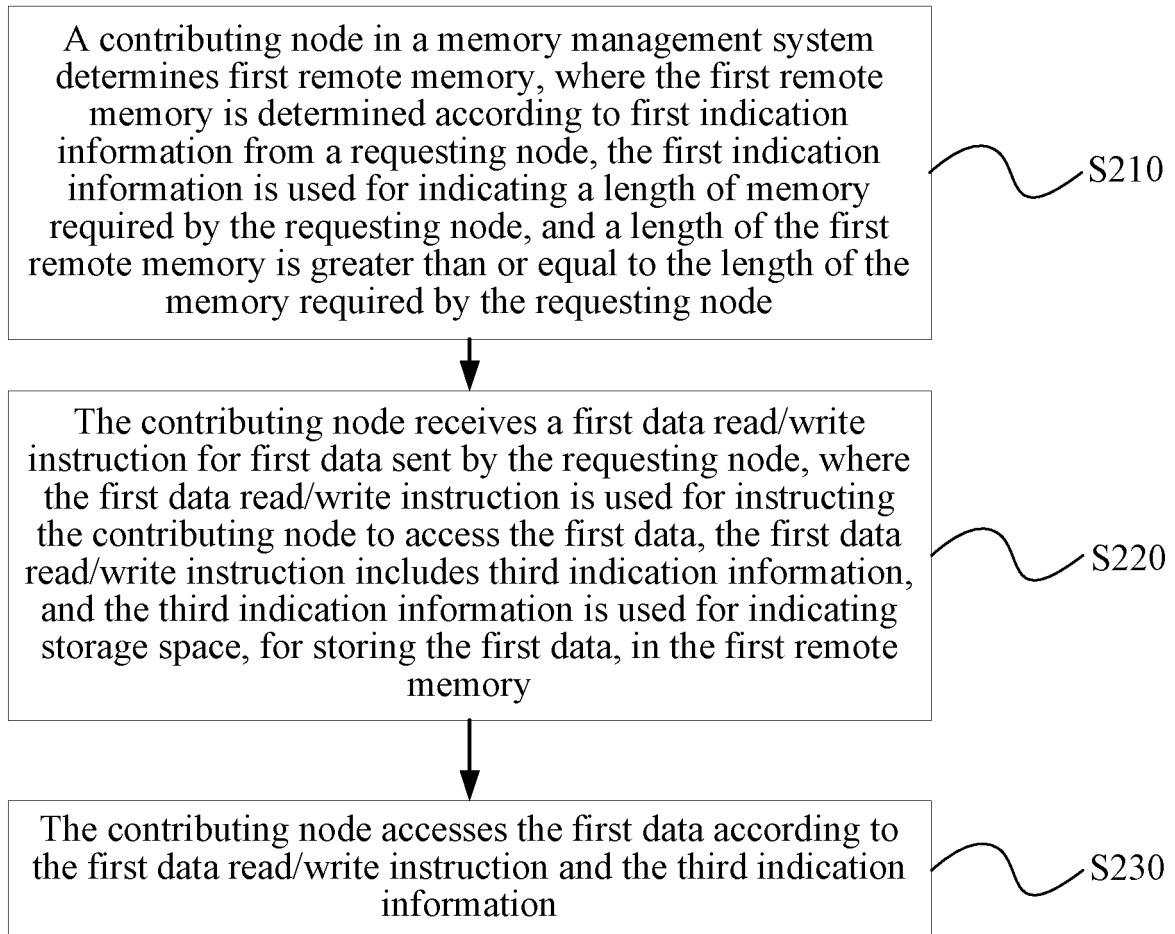 A contributing node in a memory management system
determines first remote memory, where the first remote
memory is determined according to first indication
information from a requesting node, the first indication
information is used for indicating a length of memory
required by the requesting node, and a length of the first
remote memory is greater than or equal to the length of the
memory required by the requesting node
S210
The contributing node receives a first data read/write
instruction for first data sent by the requesting node, where
the first data read/write instruction is used for instructing
the contributing node to access the first data, the first data
read/write instruction includes third indication information,
and the third indication information is used for indicating
storage space, for storing the first data, in the first remote
memory
S220
The contributing node accesses the first data according to
the first data read/write instruction and the third indication
information
S230